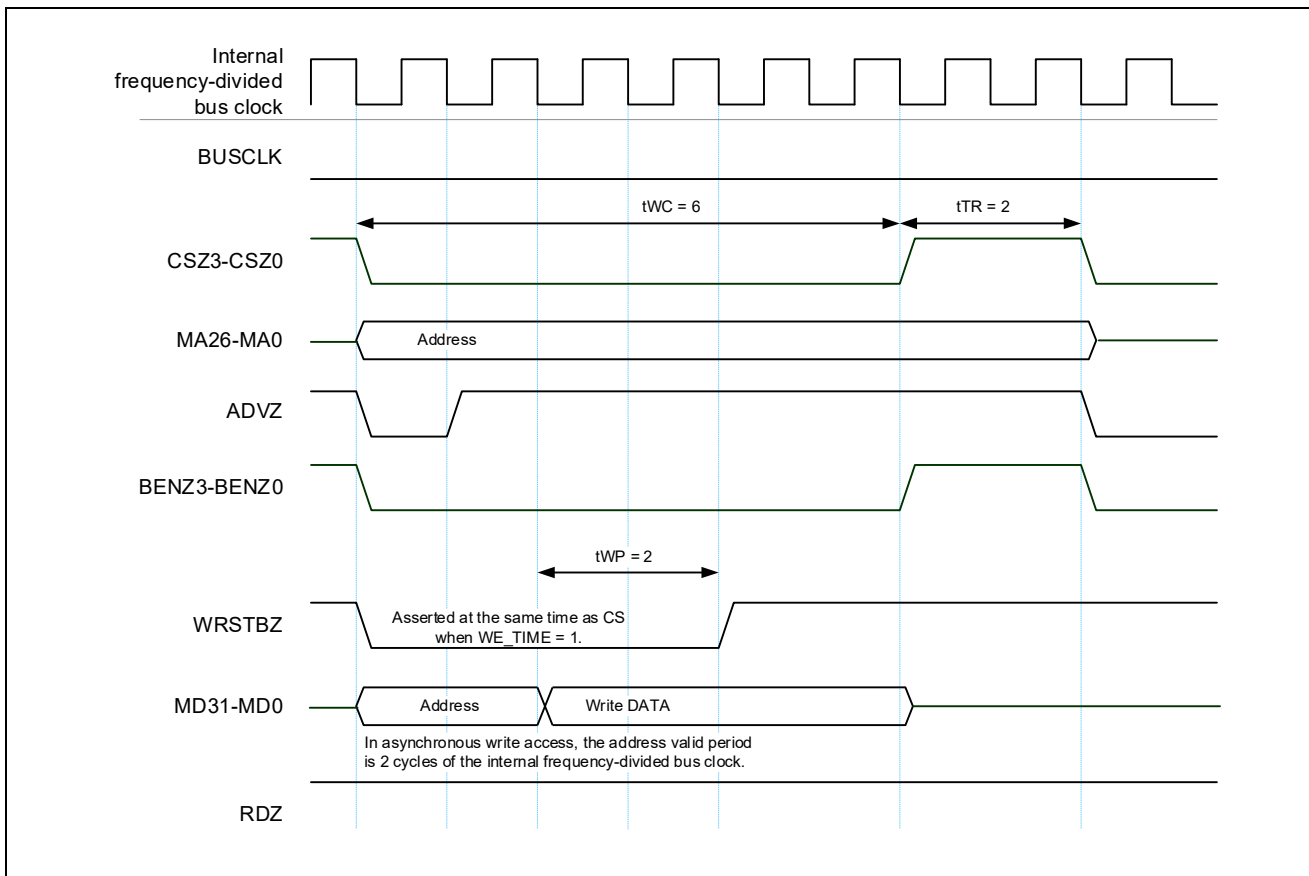 Internal
frequency-divided
bus clock
BUSCLK
tWC = 6
tTR = 2
CSZ3-CSZ0
MA26-MA0
Address
ADVZ
BENZ3-BENZ0
tWP = 2
WRSTBZ
Asserted at the same time as CS
when WE_TIME = 1.
MD31-MD0
Address
Write DATA
In asynchronous write access, the address valid period
is 2 cycles of the internal frequency-divided bus clock.
RDZ